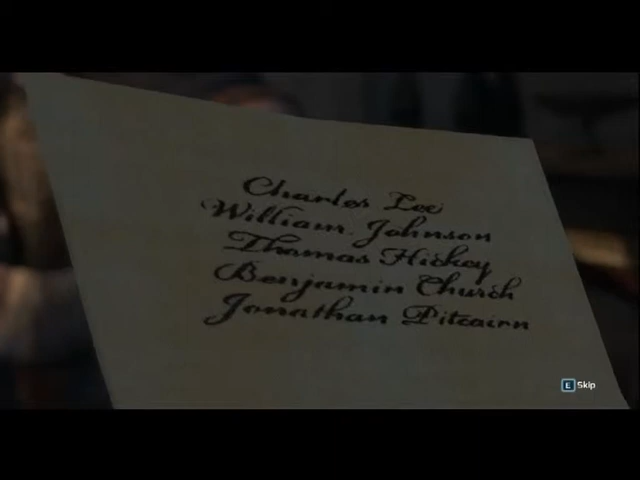 Charles Lee
William Johnson
Thomas Hickey
Benjamin Church
Jonathan Pitcairn
E Skip